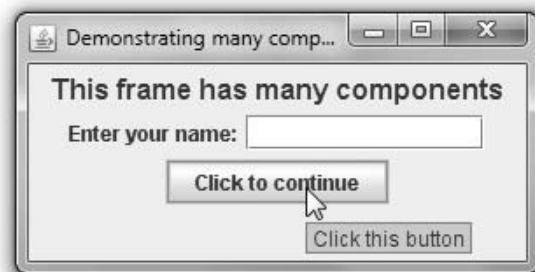 Demonstrating many comp...
This frame has many components
Enter your name:
Click to continue
Click this button